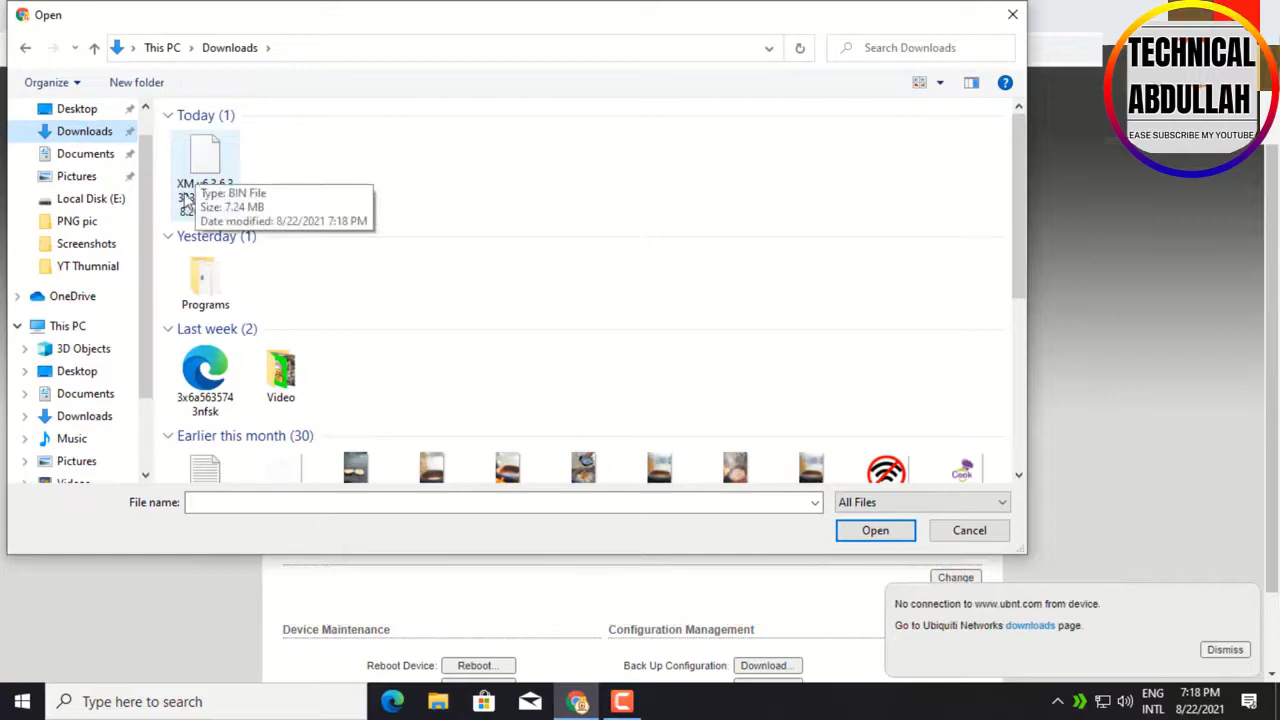 Open
This PC
Downloads
Search Downloads
Organize
New folder
Desktop
Downloads
Documents
Pictures
Local Disk (E:)
PNG pic
Screenshots
YT Thumnial
OneDrive
This PC
3D Objects
Desktop
Documents
Downloads
Music
Pictures
Today (1)
Type: BIN File
Size: 7.24 MB
Date modified: 8/22/2021 7:18 PM
Yesterday (1)
Programs
Last week (2)
3x6a563574
3nfsk
Video
Earlier this month (30)
Cook
File name:
All Files
Open
Cancel
TECHNICAL
ABDULLAH
EASE SUBSCRIBE MY YOUTUBE
Change
No connection to www.ubnt.com from device.
Go to Ubiquiti Networks downloads page.
Dismiss
Device Maintenance
Configuration Management
Reboot Device:
Reboot...
Back Up Configuration:
Download...
Type here to search
ENG
INTL
7:18 PM
8/22/2021